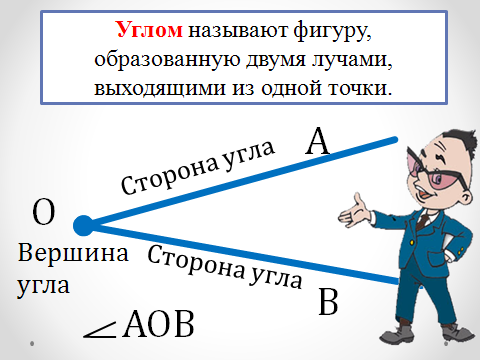 Углом называют фигуру,
образованную двумя лучами,
выходящими из одной точки.
Сторона угла
А
О
Вершина
угла
Сторона угла
В
∠АОВ